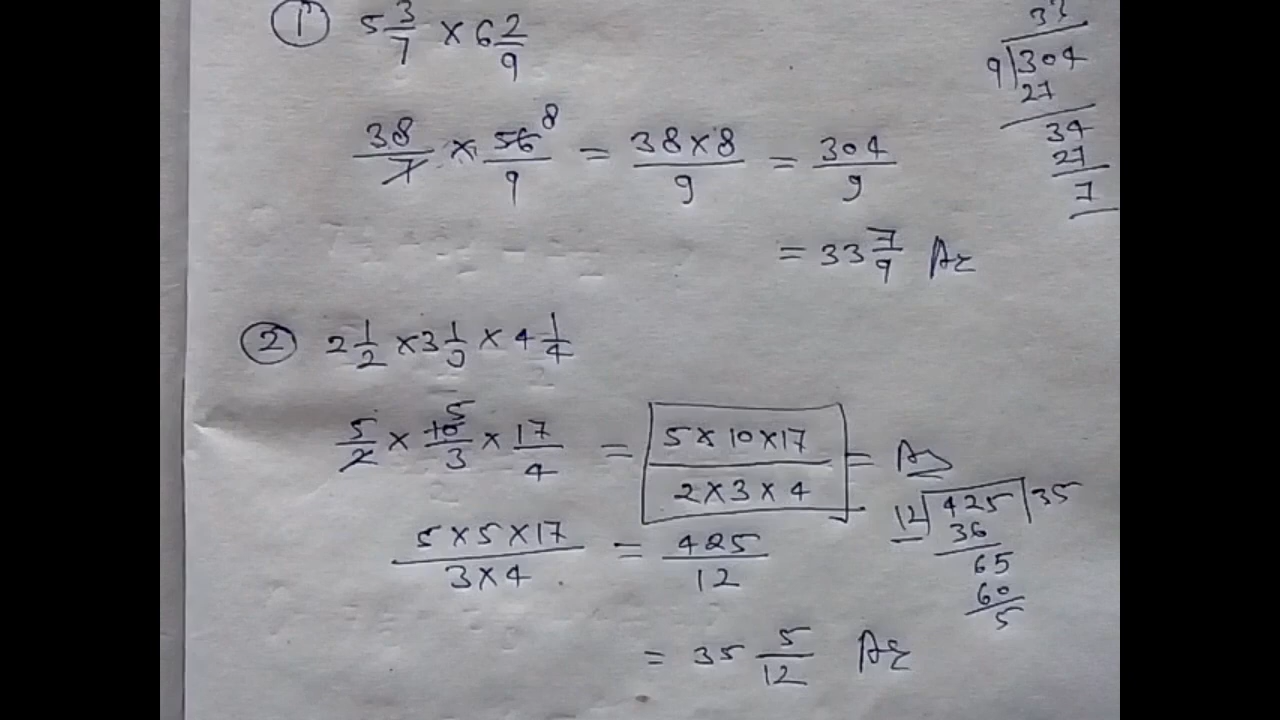 ① 5 3/7 × 6 2/9
38/7 × 56/9 8 = 38×8/9 = 304/9
= 33 7/9 Ar
33
9)304
27
34
27
7
② 2 1/2 × 3 1/3 × 4 1/4
5/2 × 10/3 5 × 17/4 = 5×10×17/2×3×4 =
5×5×17/3×4 = 425/12
= 35 5/12
12)425(35
36
65
60
5